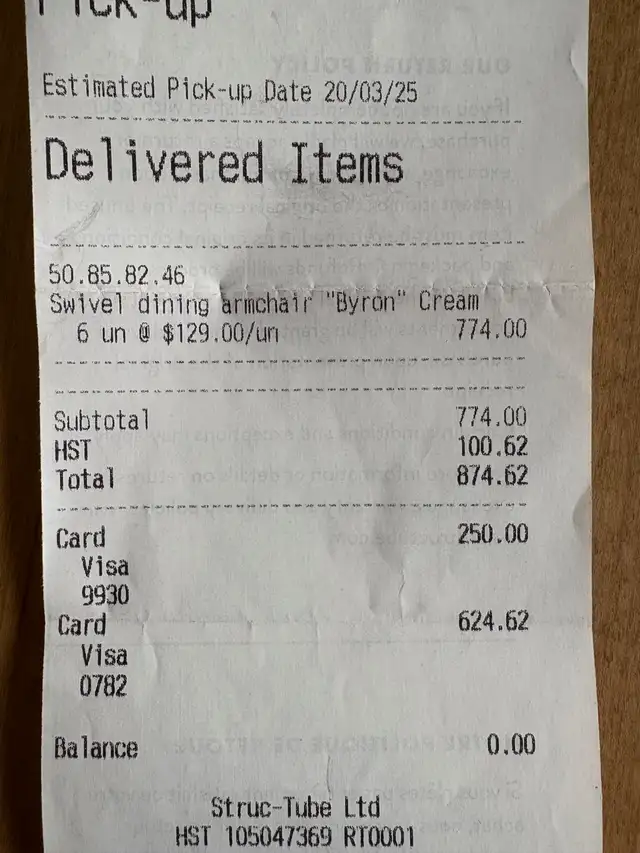 Pick-up
Estimated Pick-up Date 20/03/25
Delivered Items
50.85.82.46
Swivel dining armchair "Byron" Cream
6 un @ $129.00/un 774.00
Subtotal 774.00
HST 100.62
Total 874.62
Card 250.00
Visa
9930
Card 624.62
Visa
0782
Balance 0.00
Struc-Tube Ltd
HST 105047369 RT0001